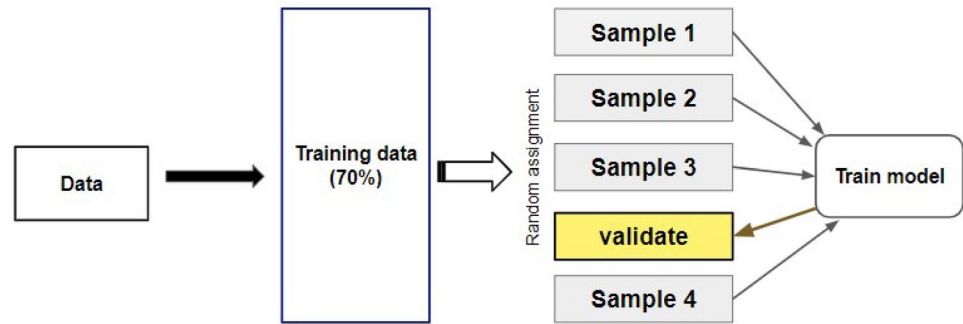 Data
Training data
(70%)
Random assignment
Sample 1
Sample 2
Sample 3
validate
Sample 4
Train model